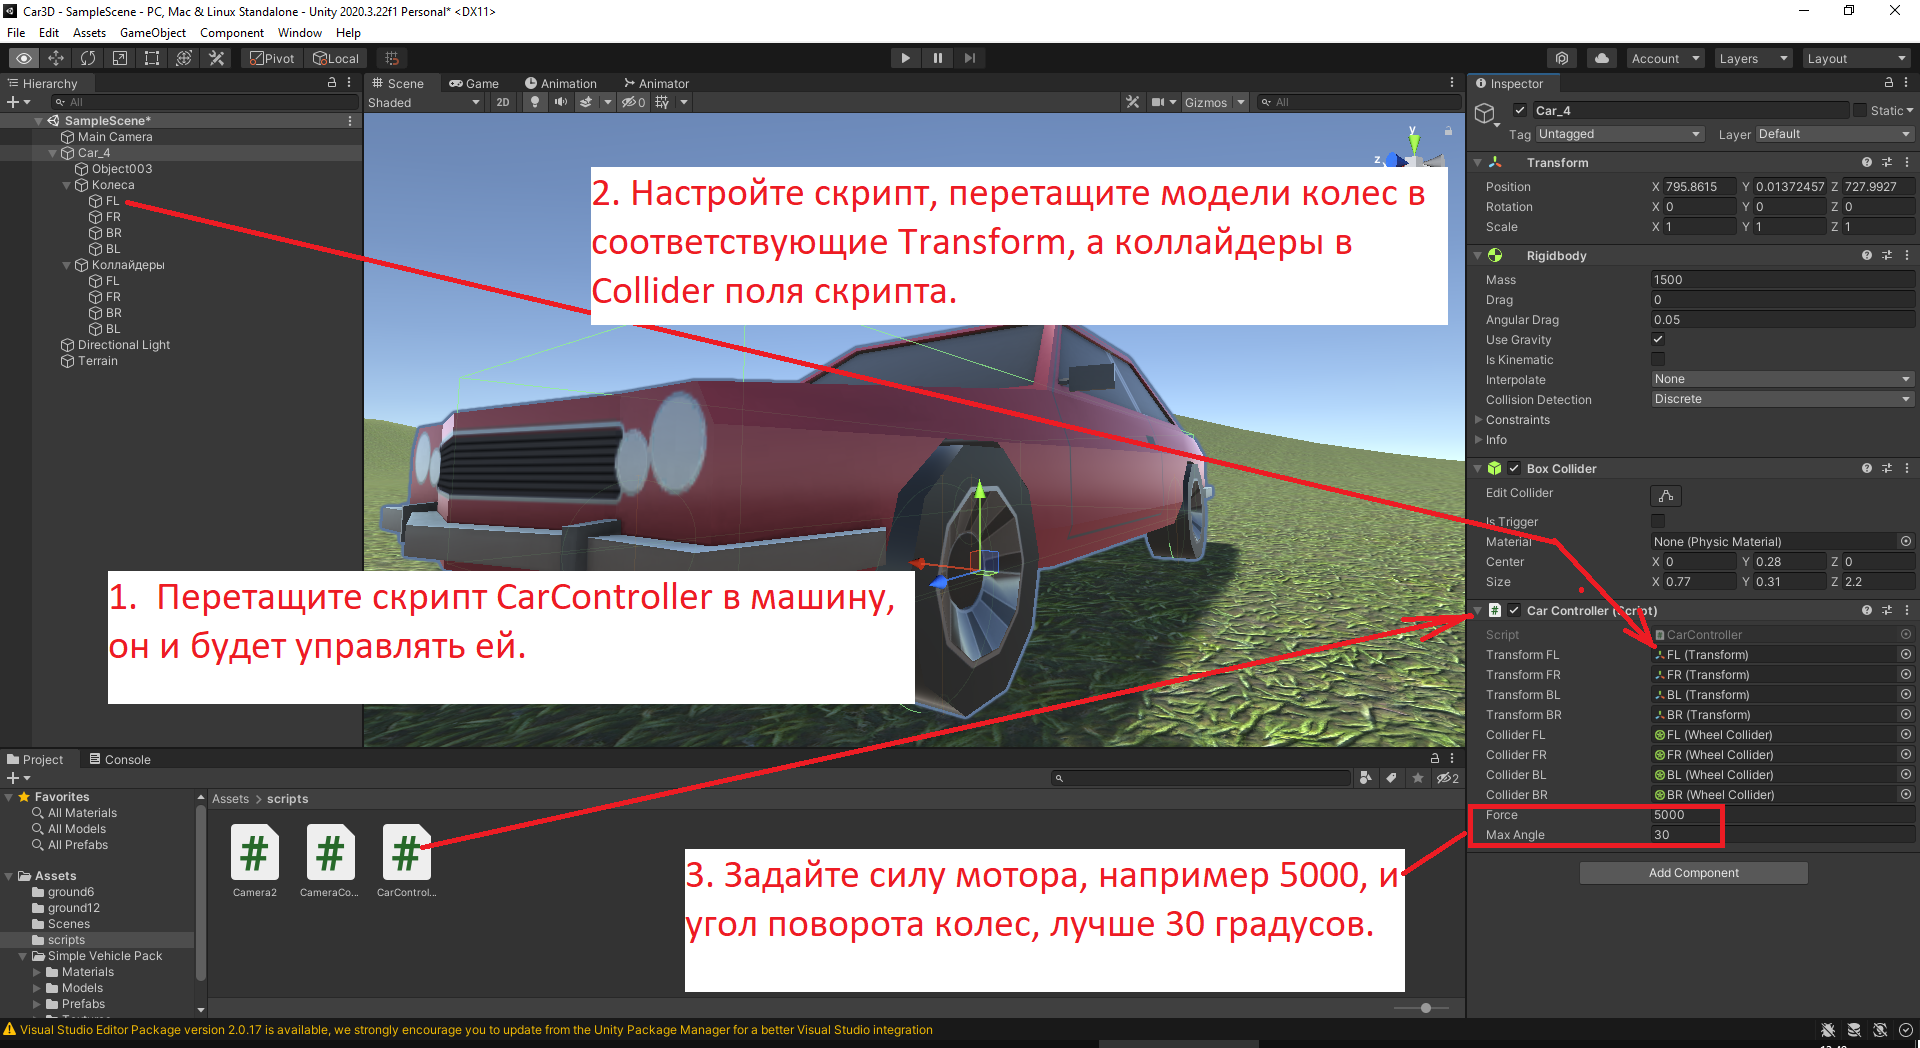 Car3D - SampleScene - PC, Mac & Linux Standalone - Unity 2020.3.22f1 Personal* <DX11>
File Edit Assets GameObject Component Window Help
Pivot Local Account Layers Layout
Hierarchy
All
SampleScene*
Main Camera
Car_4
Object003
Колеса
FL
FR
BR
BL
Коллайдеры
FL
FR
BR
BL
Directional Light
Terrain
Scene Game Animation Animator
Shaded 2D 0 Gizmos All
y
z
2. Настройте скрипт, перетащите модели колес в
соответствующие Transform, а коллайдеры в
Collider поля скрипта.
1. Перетащите скрипт CarController в машину,
он и будет управлять ей.
3. Задайте силу мотора, например 5000, и
угол поворота колес, лучше 30 градусов.
Inspector
Car_4 Static
Tag Untagged Layer Default
Transform
Position X 795.8615 Y 0.01372457 Z 727.9927
Rotation X 0 Y 0 Z 0
Scale X 1 Y 1 Z 1
Rigidbody
Mass 1500
Drag 0
Angular Drag 0.05
Use Gravity
Is Kinematic
Interpolate None
Collision Detection Discrete
Constraints
Info
Box Collider
Edit Collider
Is Trigger
Material None (Physic Material)
Center X 0 Y 0.28 Z 0
Size X 0.77 Y 0.31 Z 2.2
Car Controller (Script)
Script CarController
Transform FL FL (Transform)
Transform FR FR (Transform)
Transform BL BL (Transform)
Transform BR BR (Transform)
Collider FL FL (Wheel Collider)
Collider FR FR (Wheel Collider)
Collider BL BL (Wheel Collider)
Collider BR BR (Wheel Collider)
Force 5000
Max Angle 30
Add Component
Project Console
2
Favorites
All Materials
All Models
All Prefabs
Assets
ground6
ground12
Scenes
scripts
Simple Vehicle Pack
Materials
Models
Prefabs
Assets > scripts
Camera2 CameraCo... CarControl...
Visual Studio Editor Package version 2.0.17 is available, we strongly encourage you to update from the Unity Package Manager for a better Visual Studio integration